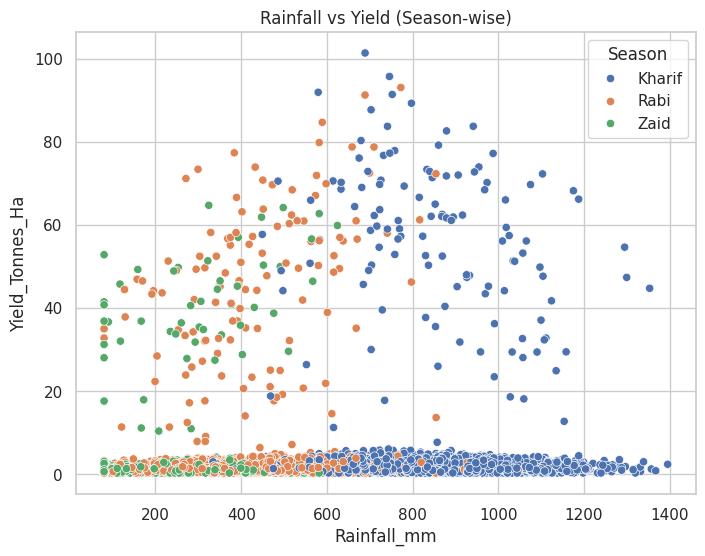 Rainfall vs Yield (Season-wise)
Season
Kharif
Rabi
Zaid
Yield_Tonnes_Ha
100
80
60
40
20
0
200
400
600
800
1000
1200
1400
Rainfall_mm